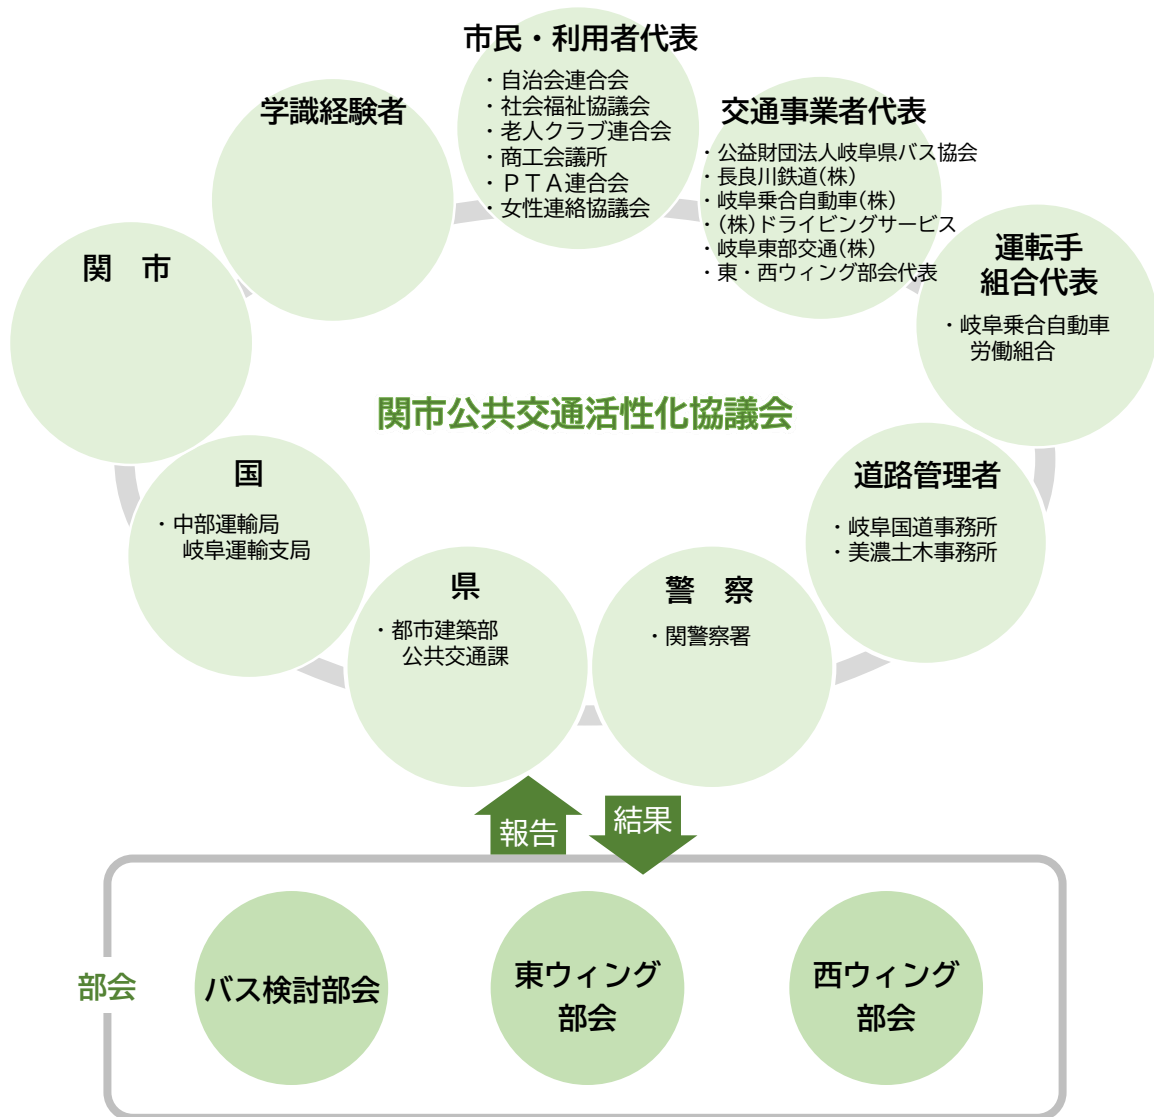 市民・利用者代表
・自治会連合会
・社会福祉協議会
・老人クラブ連合会
・商工会議所
・ＰＴＡ連合会
・女性連絡協議会
学識経験者
交通事業者代表
・公益財団法人岐阜県バス協会
・長良川鉄道(株)
・岐阜乗合自動車(株)
・(株)ドライビングサービス
・岐阜東部交通(株)
・東・西ウィング部会代表
関　市
運転手
組合代表
・岐阜乗合自動車
労働組合
関市公共交通活性化協議会
国
・中部運輸局
岐阜運輸支局
道路管理者
・岐阜国道事務所
・美濃土木事務所
県
・都市建築部
公共交通課
警　察
・関警察署
報告
結果
部会
バス検討部会
東ウィング
部会
西ウィング
部会